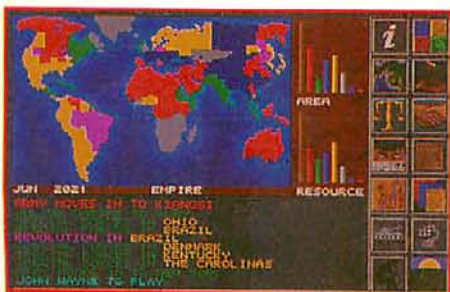 AREA
JUN 2021 EMPIRE
RESOURCE
ARMY MOVES IN TO KIANGSI
OHIO
BRAZIL
REVOLUTION IN BRAZIL
DENMARK
KENTUCKY
THE CAROLINAS
JOHN WAYNE TO PLAY